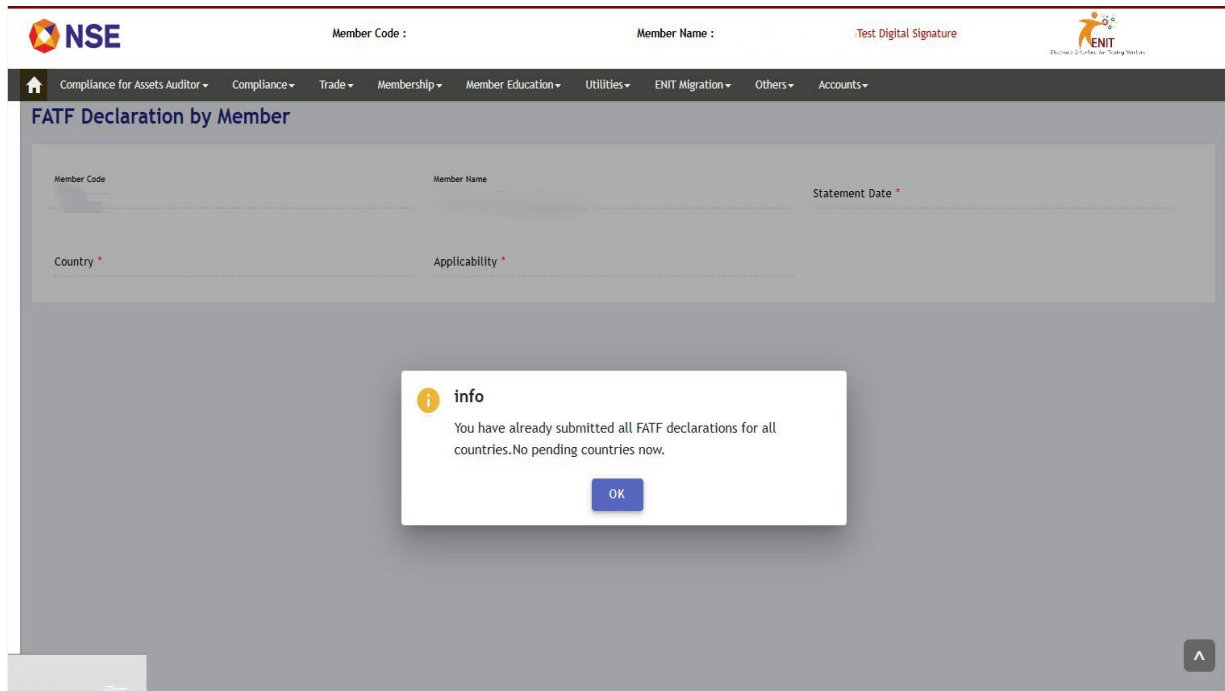 NSE
Member Code :
Member Name :
Test Digital Signature
ENIT
Compliance for Assets Auditor
Compliance
Trade
Membership
Member Education
Utilities
ENIT Migration
Others
Accounts
FATF Declaration by Member
Member Code
Member Name
Statement Date *
Country *
Applicability *
info
You have already submitted all FATF declarations for all
countries.No pending countries now.
OK